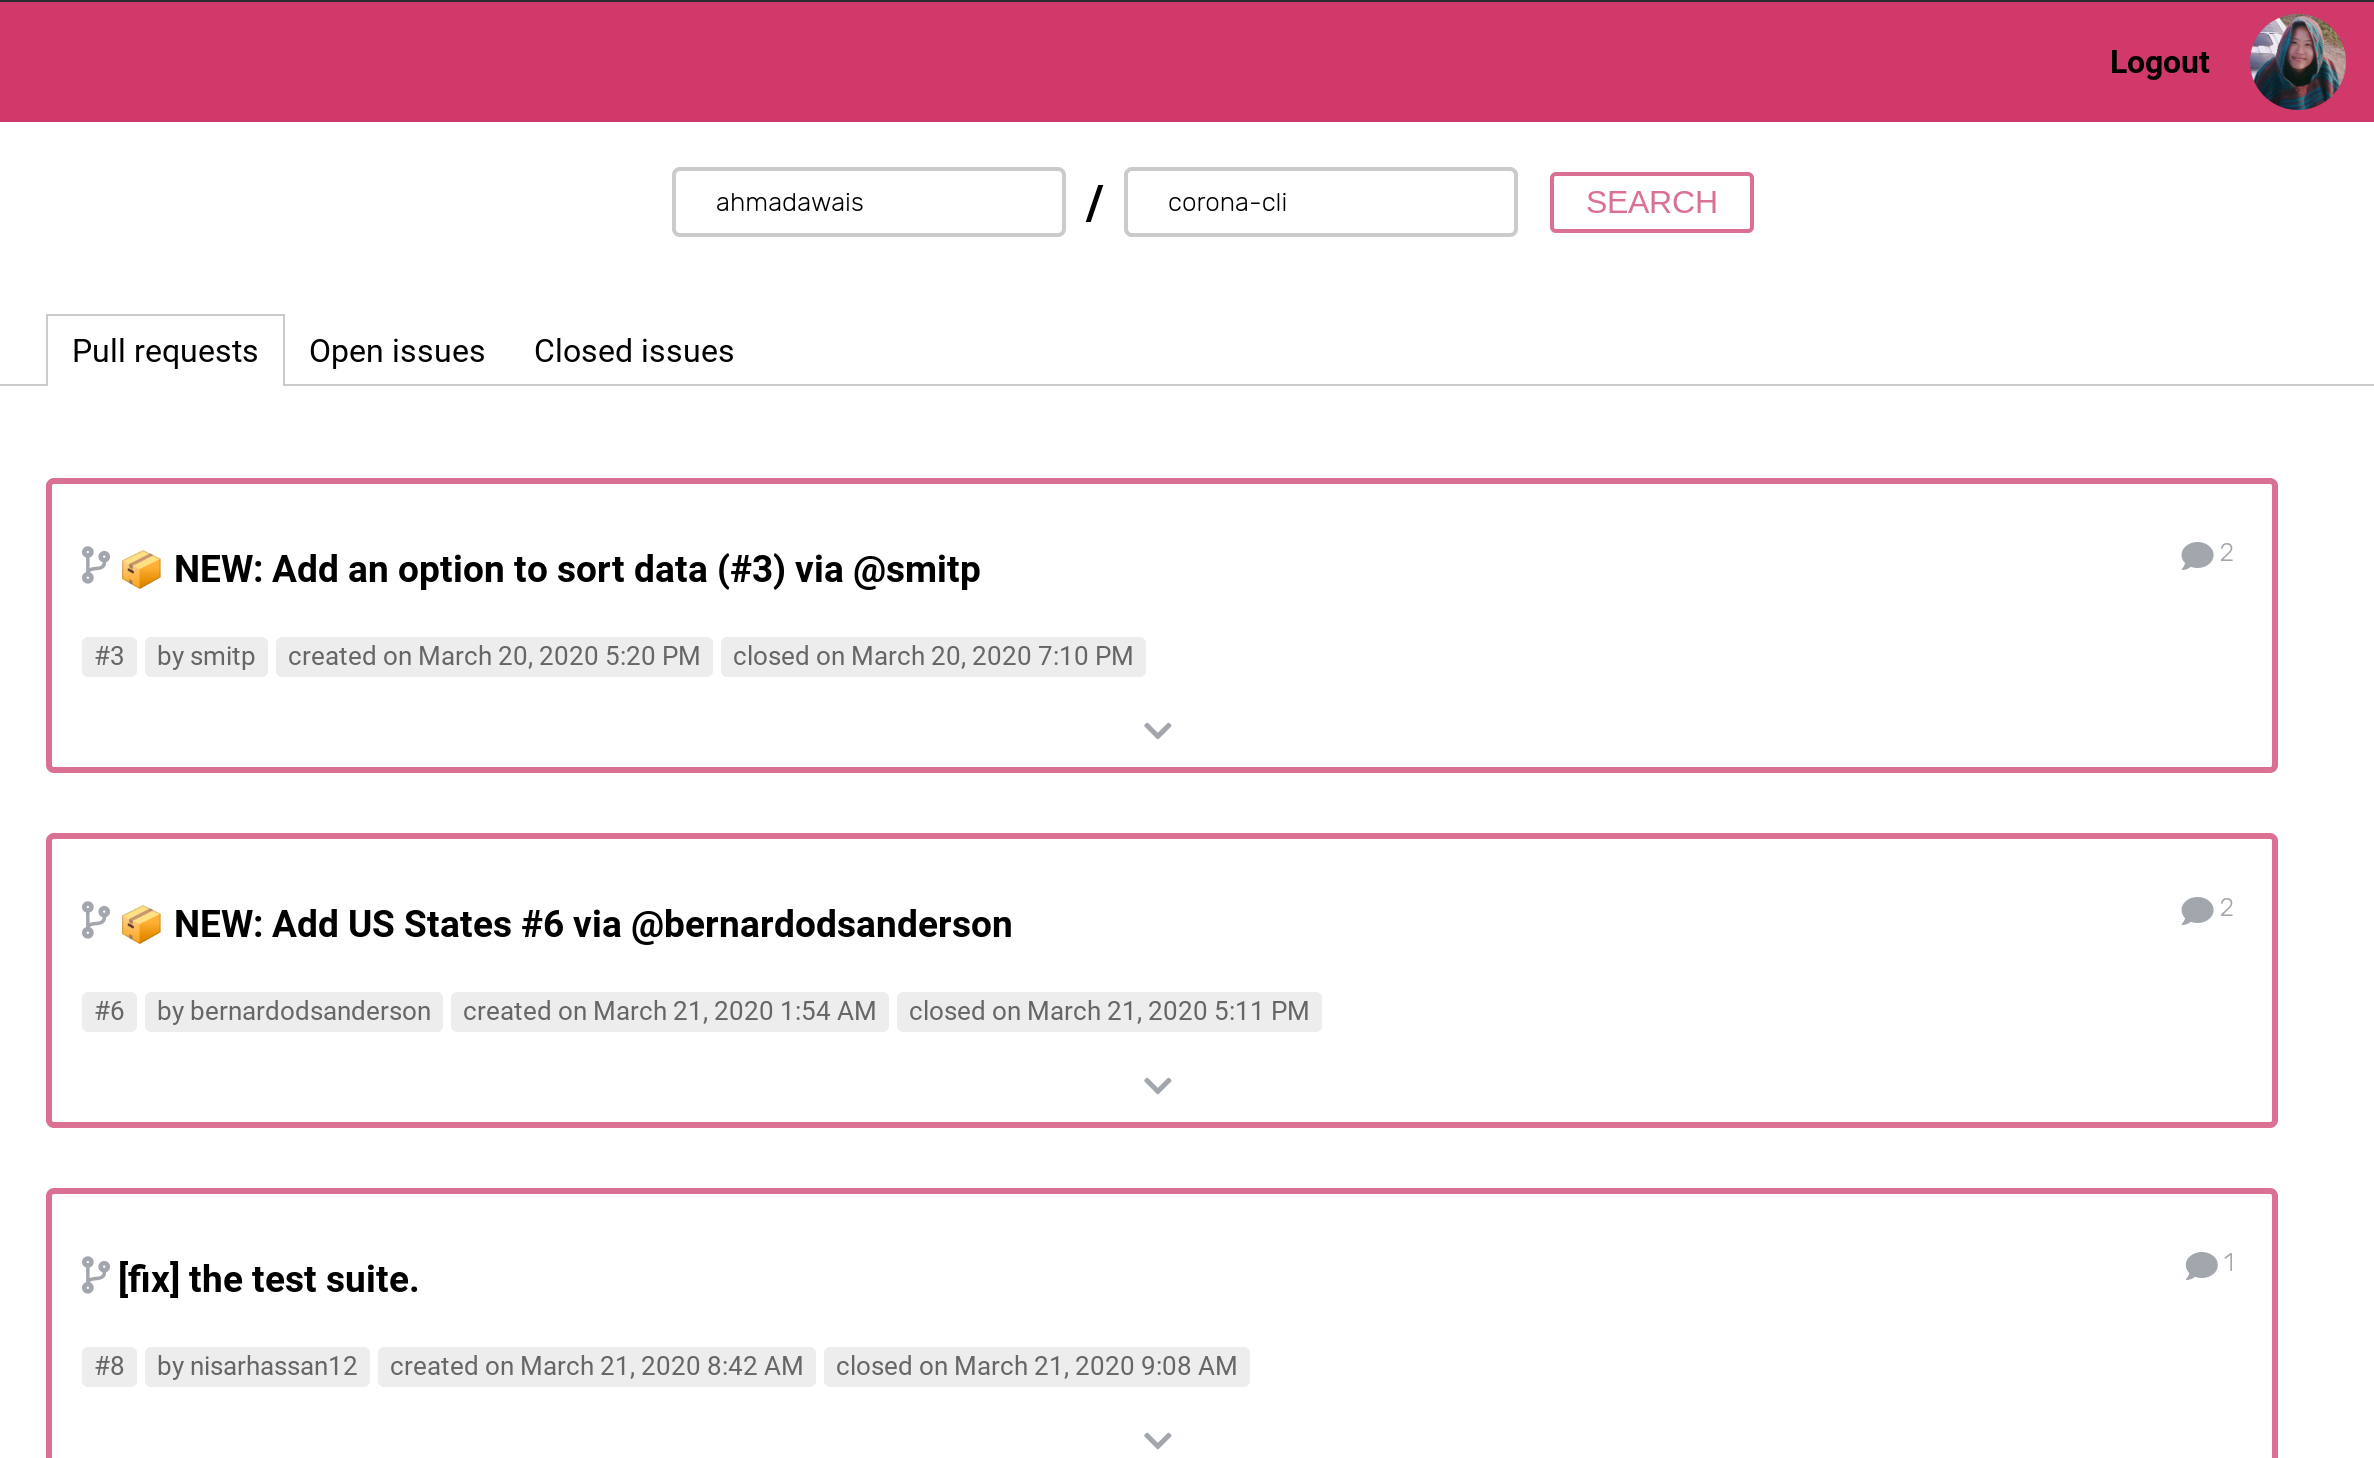 Logout
ahmadawais / corona-cli SEARCH
Pull requests Open issues Closed issues
📦 NEW: Add an option to sort data (#3) via @smitp 2
#3 by smitp created on March 20, 2020 5:20 PM closed on March 20, 2020 7:10 PM
📦 NEW: Add US States #6 via @bernardodsanderson 2
#6 by bernardodsanderson created on March 21, 2020 1:54 AM closed on March 21, 2020 5:11 PM
[fix] the test suite. 1
#8 by nisarhassan12 created on March 21, 2020 8:42 AM closed on March 21, 2020 9:08 AM